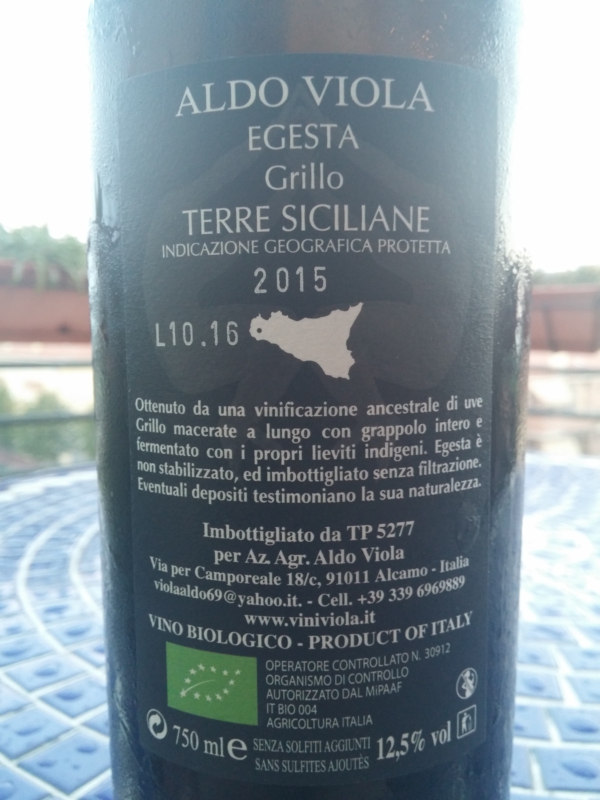 ALDO VIOLA
EGESTA
Grillo
TERRE SICILIANE
INDICAZIONE GEOGRAFICA PROTETTA
2015
L10.16
Ottenuto da una vinificazione ancestrale di uve
Grillo macerate a lungo con grappolo intero e
fermentato con i propri lieviti indigeni. Egesta è
non stabilizzato, ed imbottigliato senza filtrazione.
Eventuali depositi testimoniano la sua naturalezza.
Imbottigliato da TP 5277
per Az. Agr. Aldo Viola
Via per Camporeale 18/c, 91011 Alcamo - Italia
violaaldo69@yahoo.it. - Cell. +39 339 6969889
www.viniviola.it
VINO BIOLOGICO - PRODUCT OF ITALY
OPERATORE CONTROLLATO N. 30912
ORGANISMO DI CONTROLLO
AUTORIZZATO DAL MiPAAF
IT BIO 004
AGRICOLTURA ITALIA
750 ml e SENZA SOLFITI AGGIUNTI 12,5% vol
SANS SULFITES AJOUTÉS